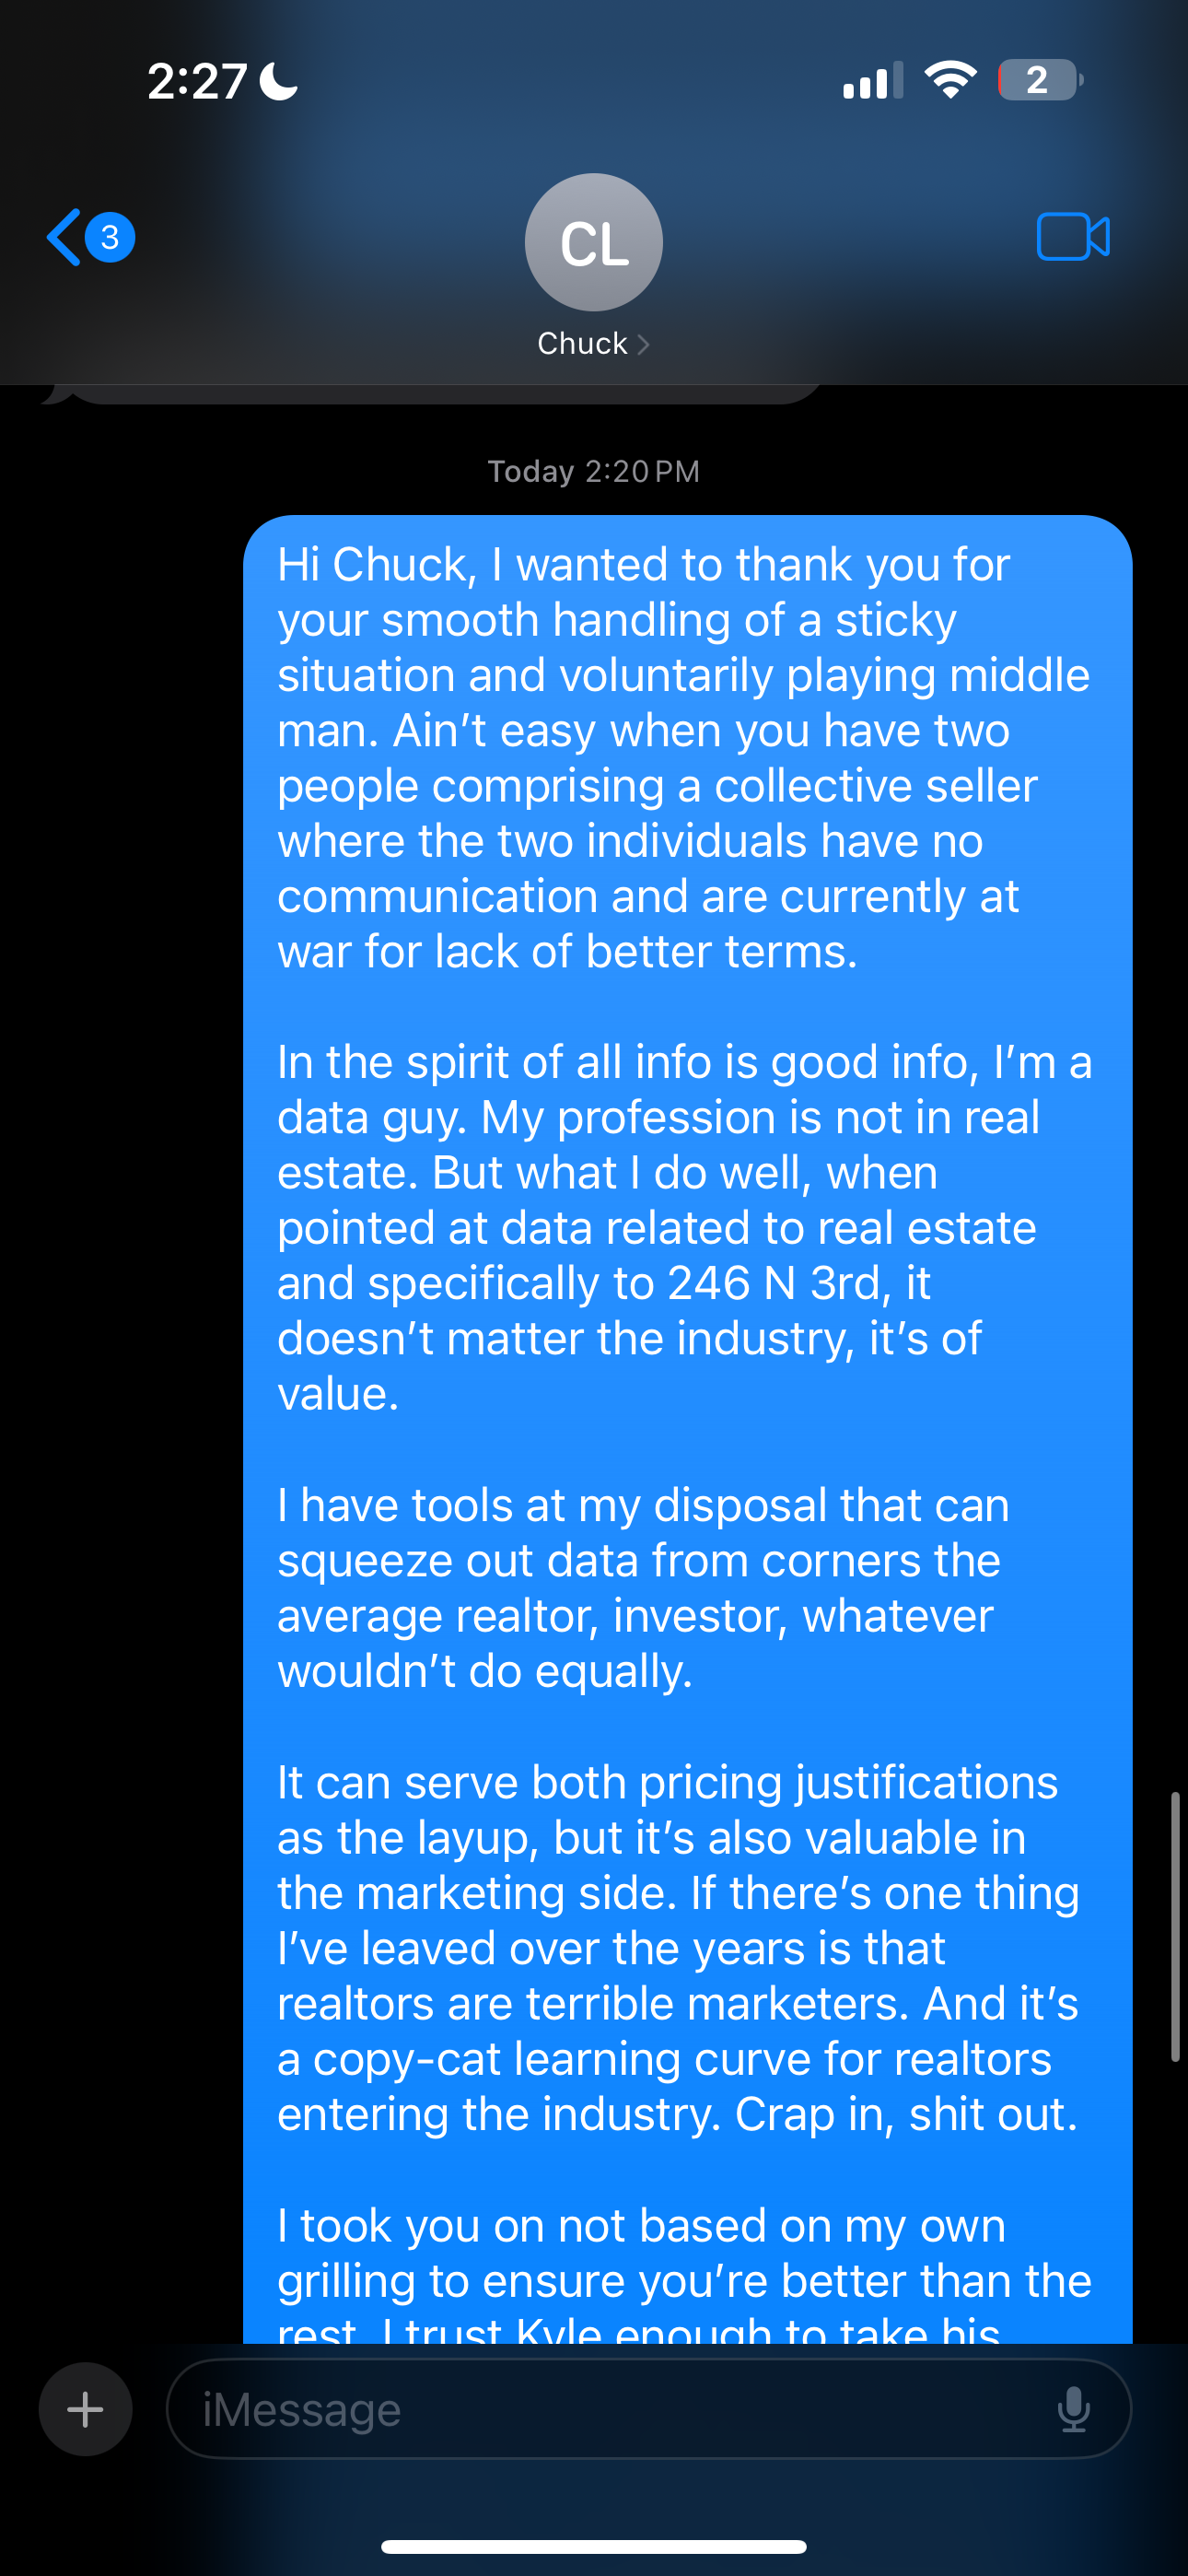 2:27
2
3
CL
Chuck
Today 2:20 PM
Hi Chuck, I wanted to thank you for
your smooth handling of a sticky
situation and voluntarily playing middle
man. Ain’t easy when you have two
people comprising a collective seller
where the two individuals have no
communication and are currently at
war for lack of better terms.
In the spirit of all info is good info, I’m a
data guy. My profession is not in real
estate. But what I do well, when
pointed at data related to real estate
and specifically to 246 N 3rd, it
doesn’t matter the industry, it’s of
value.
I have tools at my disposal that can
squeeze out data from corners the
average realtor, investor, whatever
wouldn’t do equally.
It can serve both pricing justifications
as the layup, but it’s also valuable in
the marketing side. If there’s one thing
I’ve leaved over the years is that
realtors are terrible marketers. And it’s
a copy-cat learning curve for realtors
entering the industry. Crap in, shit out.
I took you on not based on my own
grilling to ensure you’re better than the
rest. I trust Kyle enough to take his
iMessage